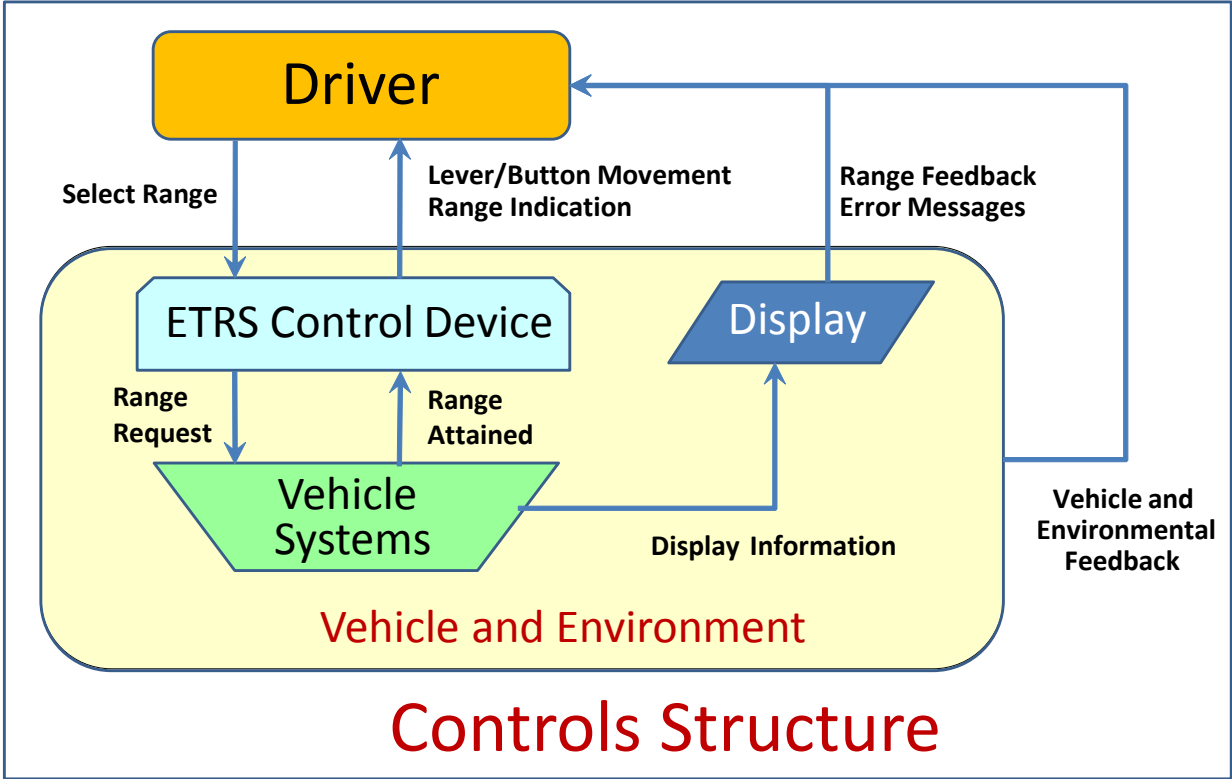 Driver
Select Range
Lever/Button Movement
Range Indication
Range Feedback
Error Messages
ETRS Control Device
Display
Range
Request
Range
Attained
Vehicle
Systems
Display Information
Vehicle and
Environmental
Feedback
Vehicle and Environment
Controls Structure